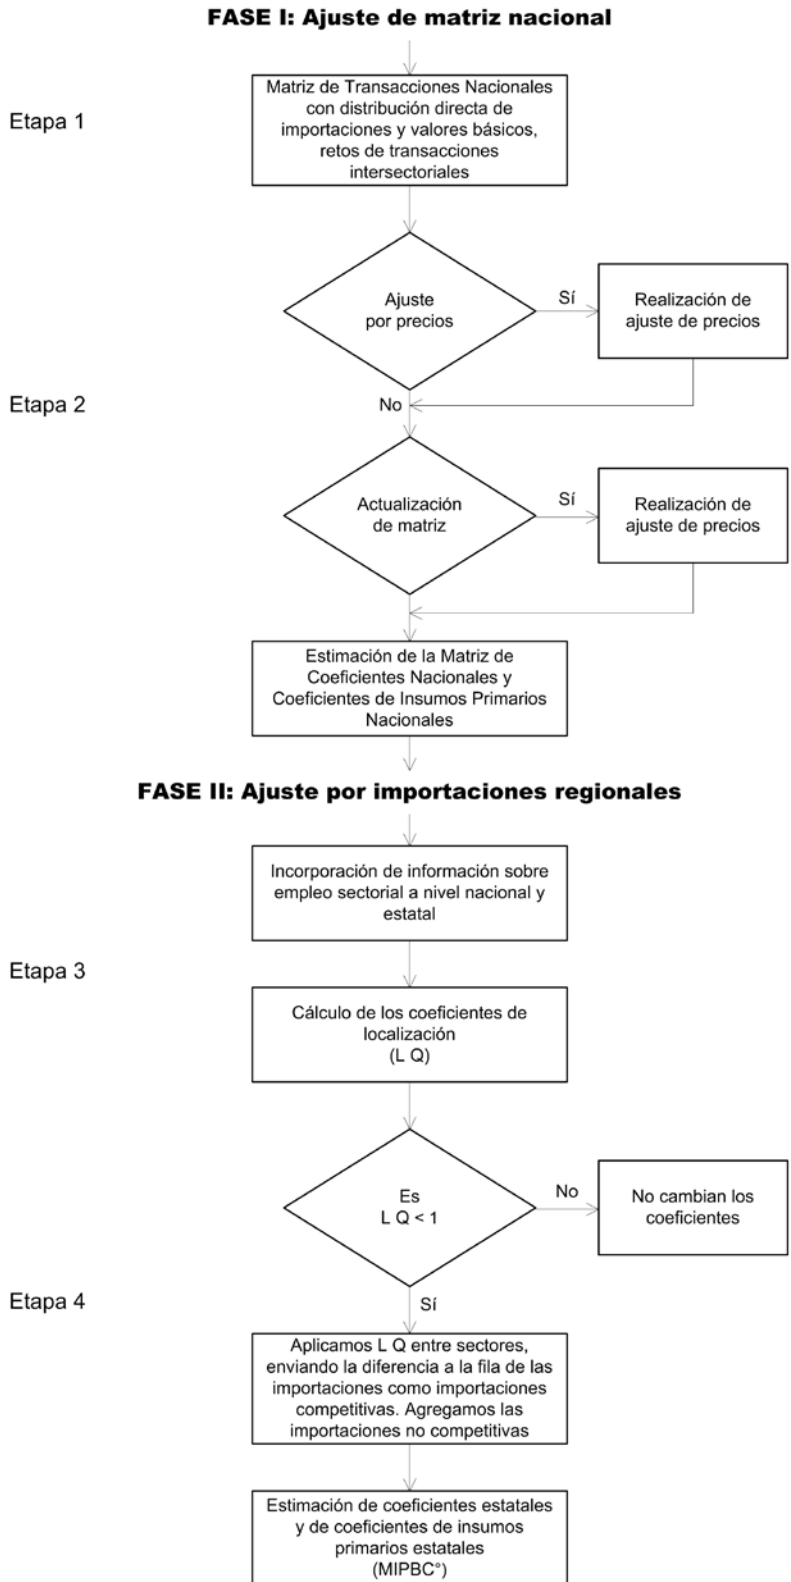 FASE I: Ajuste de matriz nacional
Etapa 1
Matriz de Transacciones Nacionales
con distribución directa de
importaciones y valores básicos,
retos de transacciones
intersectoriales
Ajuste
por precios
Sí
Realización de
ajuste de precios
Etapa 2
No
Actualización
de matriz
Sí
Realización de
ajuste de precios
Estimación de la Matriz de
Coeficientes Nacionales y
Coeficientes de Insumos Primarios
Nacionales
FASE II: Ajuste por importaciones regionales
Incorporación de información sobre
empleo sectorial a nivel nacional y
estatal
Etapa 3
Cálculo de los coeficientes de
localización
(L Q)
Es
L Q < 1
No
No cambian los
coeficientes
Etapa 4
Sí
Aplicamos L Q entre sectores,
enviando la diferencia a la fila de las
importaciones como importaciones
competitivas. Agregamos las
importaciones no competitivas
Estimación de coeficientes estatales
y de coeficientes de insumos
primarios estatales
(MIPBC°)